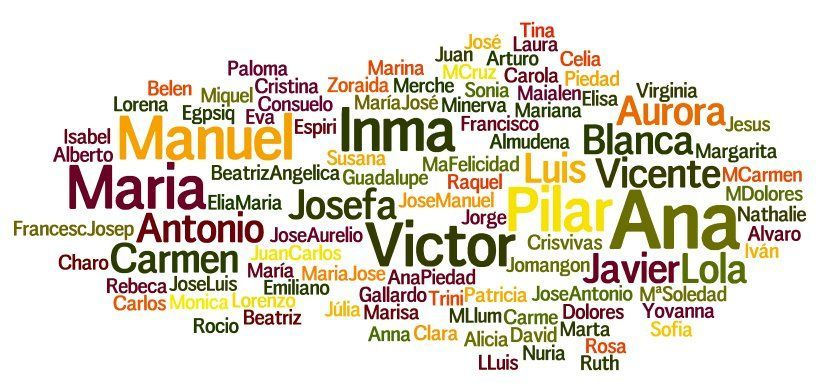 Tina
José Laura
Juan Arturo Celia
Paloma Marina MCruz Carola Piedad
Belen Cristina Zoraida Merche Sonia Maialen Elisa Virginia
Lorena Miquel Consuelo MaríaJosé Minerva Mariana Aurora
Egpsiq Eva Espiri Inma Francisco Jesus
Isabel Manuel Almudena Blanca Margarita
Alberto Susana MaFelicidad Luis Vicente MCarmen
Maria BeatrizAngelica Guadalupe Raquel MDolores
EliaMaria Josefa JoseManuel Pilar Ana Nathalie
FrancescJosep Antonio JoseAurelio Jorge Alvaro
Victor Crisvivas Iván
Charo Carmen JuanCarlos Jomangon Javier Lola
Rebeca JoseLuis María MariaJose AnaPiedad
Carlos Monica Lorenzo Emiliano Gallardo Trini Patricia JoseAntonio MªSoledad
Rocio Beatriz Júlia Marisa MLlum Carme Dolores Yovanna
Anna Clara Alicia David Marta Sofia
LLuis Nuria Rosa
Ruth